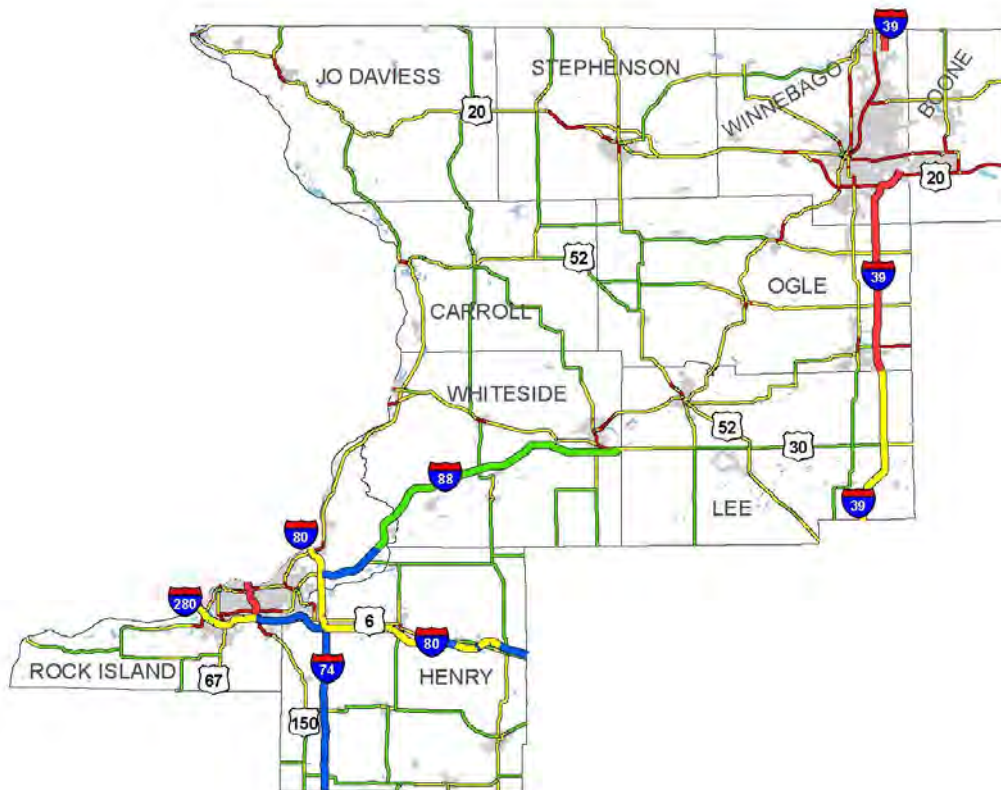 39
JO DAVIESS
STEPHENSON
WINNEBAGO
BOONE
20
20
52
39
OGLE
CARROLL
WHITESIDE
52
30
88
LEE
39
80
280
6
80
ROCK ISLAND
67
74
HENRY
150